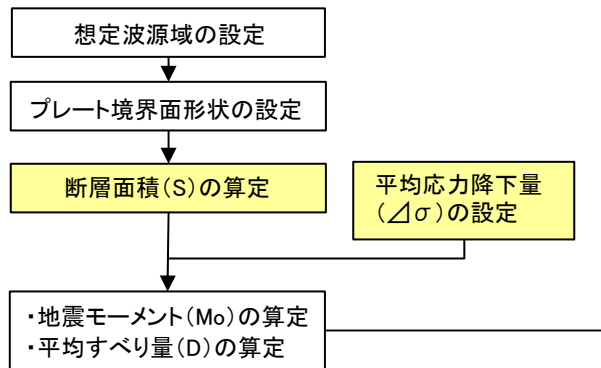 想定波源域の設定
プレート境界面形状の設定
断層面積(S)の算定
平均応力降下量
(⊿σ)の設定
・地震モーメント(Mo)の算定
・平均すべり量(D)の算定